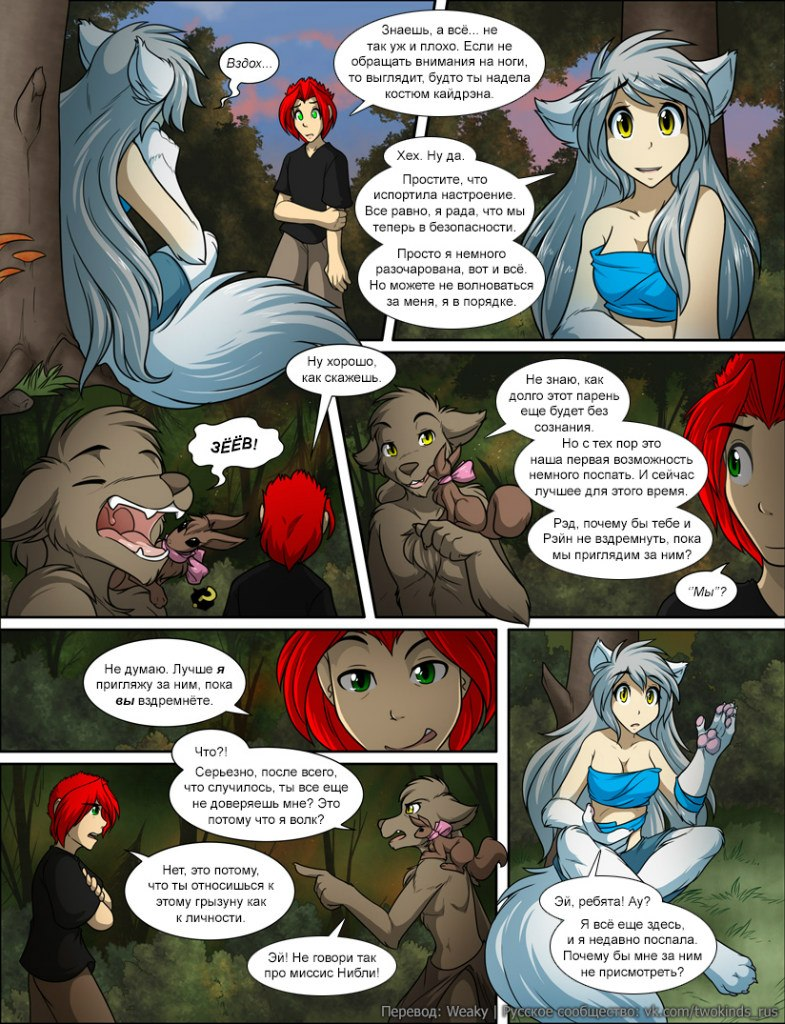 Вздох...
Знаешь, а всё... не
так уж и плохо. Если не
обращать внимания на ноги,
то выглядит, будто ты надела
костюм кайдрэна.
Хех. Ну да.
Простите, что
испортила настроение.
Все равно, я рада, что мы
теперь в безопасности.
Просто я немного
разочарована, вот и всё.
Но можете не волноваться
за меня, я в порядке.
Ну хорошо,
как скажешь.
ЗЁЁВ!
Не знаю, как
долго этот парень
еще будет без
сознания.
Но с тех пор это
наша первая возможность
немного поспать. И сейчас
лучшее для этого время.
Рэд, почему бы тебе и
Рэйн не вздремнуть, пока
мы приглядим за ним?
"Мы"?
Не думаю. Лучше я
пригляжу за ним, пока
вы вздремнёте.
Что?!
Серьезно, после всего,
что случилось, ты все еще
не доверяешь мне? Это
потому что я волк?
Нет, это потому,
что ты относишься к
этому грызуну как
к личности.
Эй! Не говори так
про миссис Нибли!
Эй, ребята! Ау?
Я всё еще здесь,
и я недавно поспала.
Почему бы мне за ним
не присмотреть?
Перевод: Weaky | Русское сообщество: vk.com/twokinds_rus